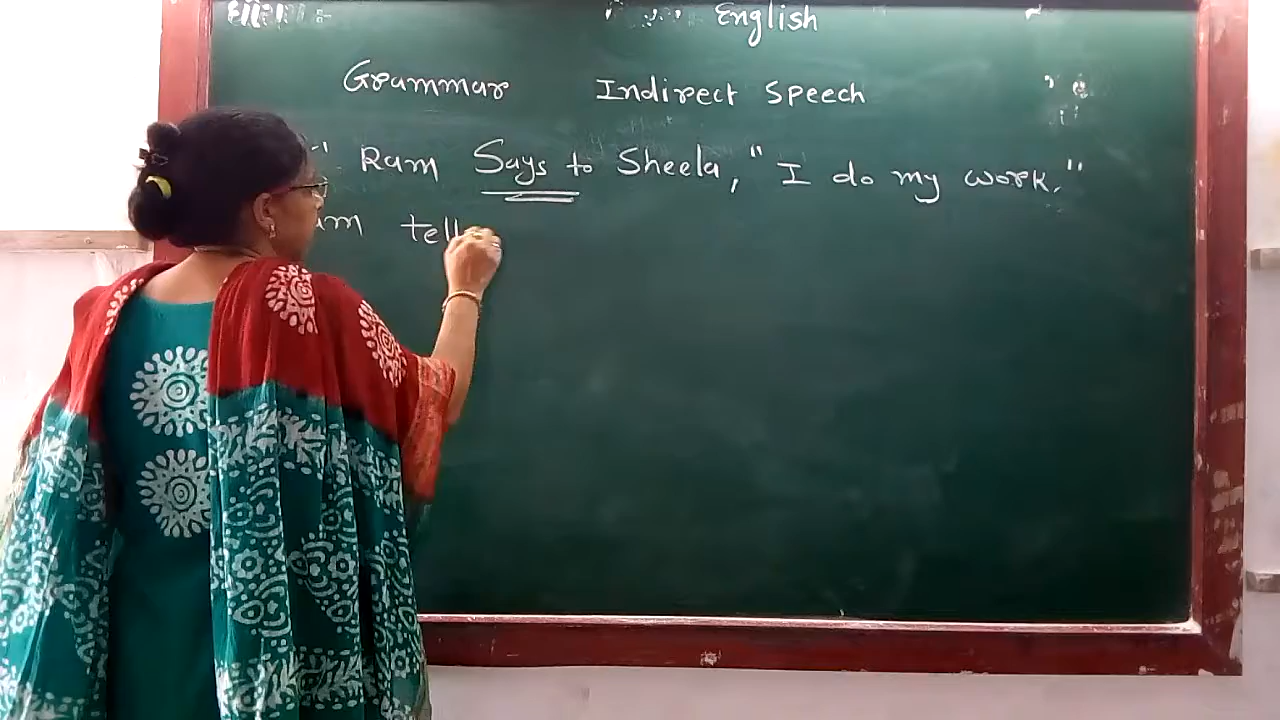 English
Grammar Indirect Speech
Ram Says to Sheela, "I do my work."
tell